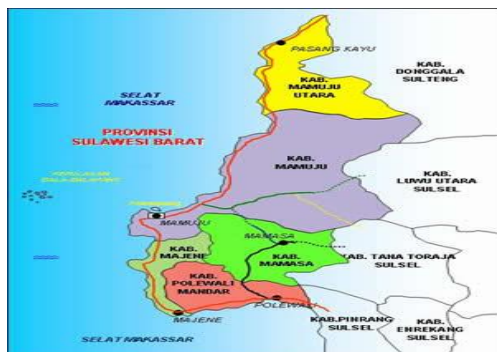 PASANG KAYU
KAB.
MAMUJU
UTARA
KAB.
DONGGALA
SULTENG
SELAT
MAKASSAR
PROVINSI
SULAWESI BARAT
KAB.
MAMUJU
KAB.
LUWU UTARA
SULSEL
MAMUJU
KAB.
MAJENE
MAMASA
KAB.
MAMASA
KAB. TANA TORAJA
SULSEL
KAB.
POLEWALI
MANDAR
POLEWALI
MAJENE
KAB.PINRANG
SULSEL
KAB.
ENREKANG
SULSEL
SELAT MAKASSAR